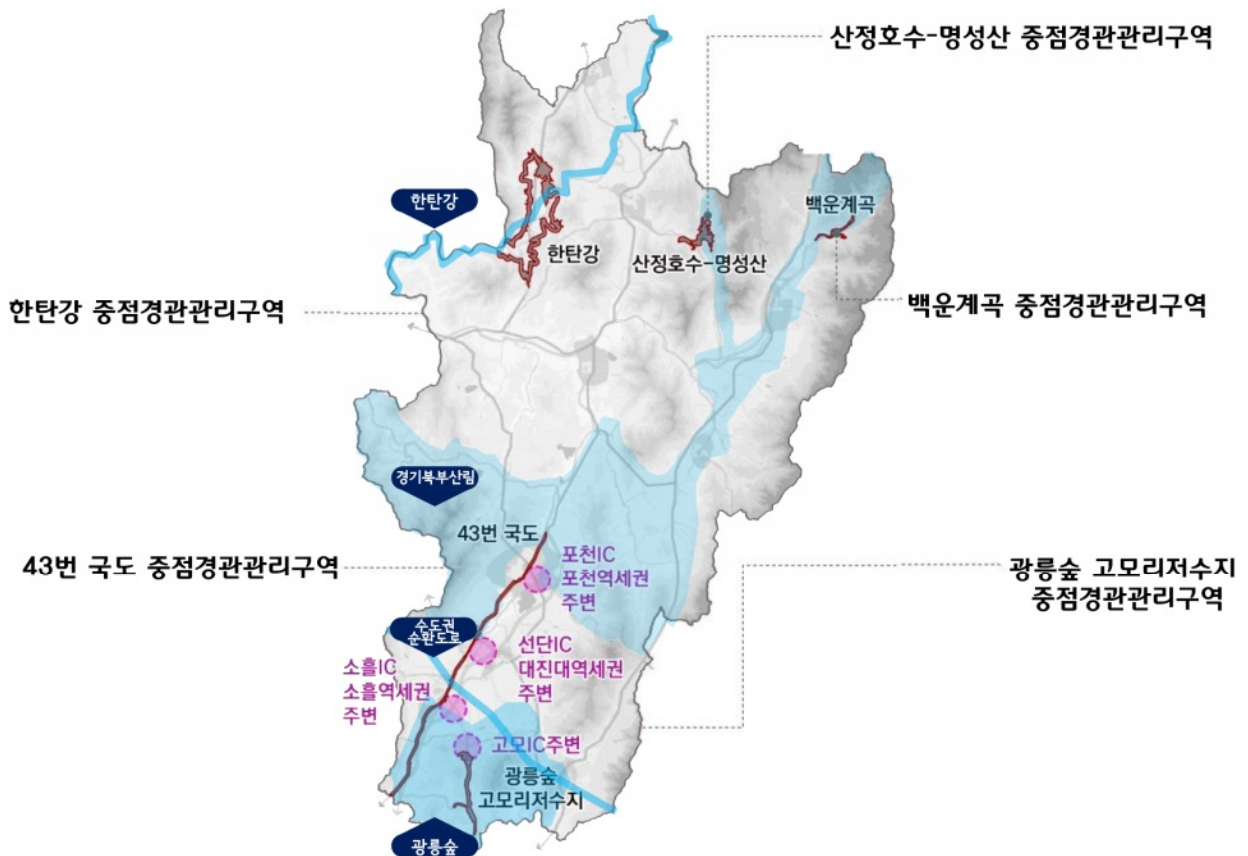 산정호수-명성산 중점경관관리구역
한탄강
백운계곡
한탄강
산정호수-명성산
한탄강 중점경관관리구역
백운계곡 중점경관관리구역
경기북부산림
43번 국도
43번 국도 중점경관관리구역
포천IC
포천역세권
주변
광릉숲 고모리저수지
중점경관관리구역
수도권
순환도로
선단IC
대진대역세권
주변
소흘IC
소흘역세권
주변
고모IC주변
광릉숲
고모리저수지
광릉숲